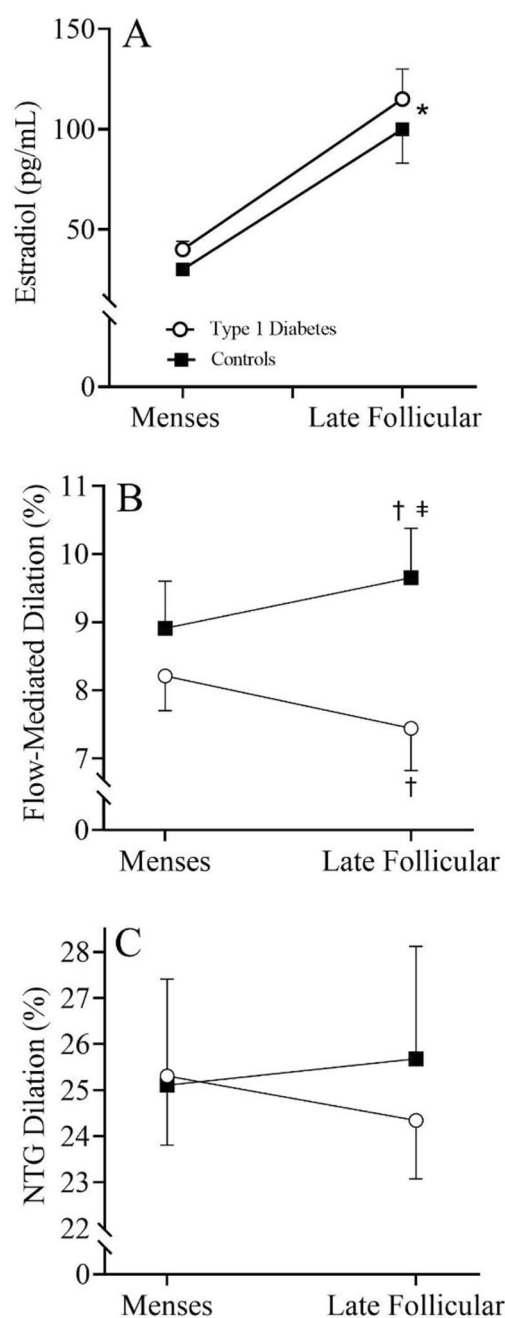 A
150
100
50
0
Estradiol (pg/mL)
*
Type 1 Diabetes
Controls
Menses Late Follicular
B
11
10
9
8
7
0
Flow-Mediated Dilation (%)
† ‡
†
Menses Late Follicular
C
28
27
26
25
24
23
22
0
NTG Dilation (%)
Menses Late Follicular